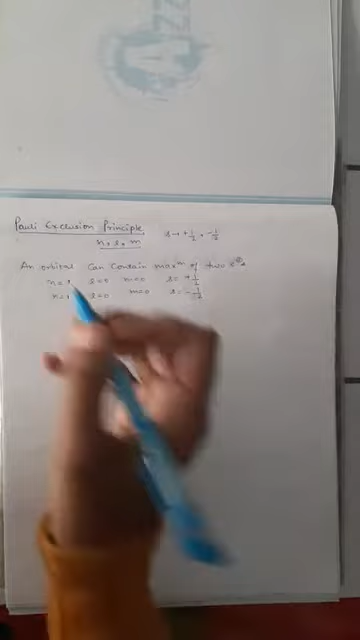 Pauli Exclusion Principle
n, l, m s → +1/2, -1/2
An orbital can contain maxm of two e⊖s
n=1 l=0 m=0 s=+1/2
n=1 l=0 m=0 s=-1/2